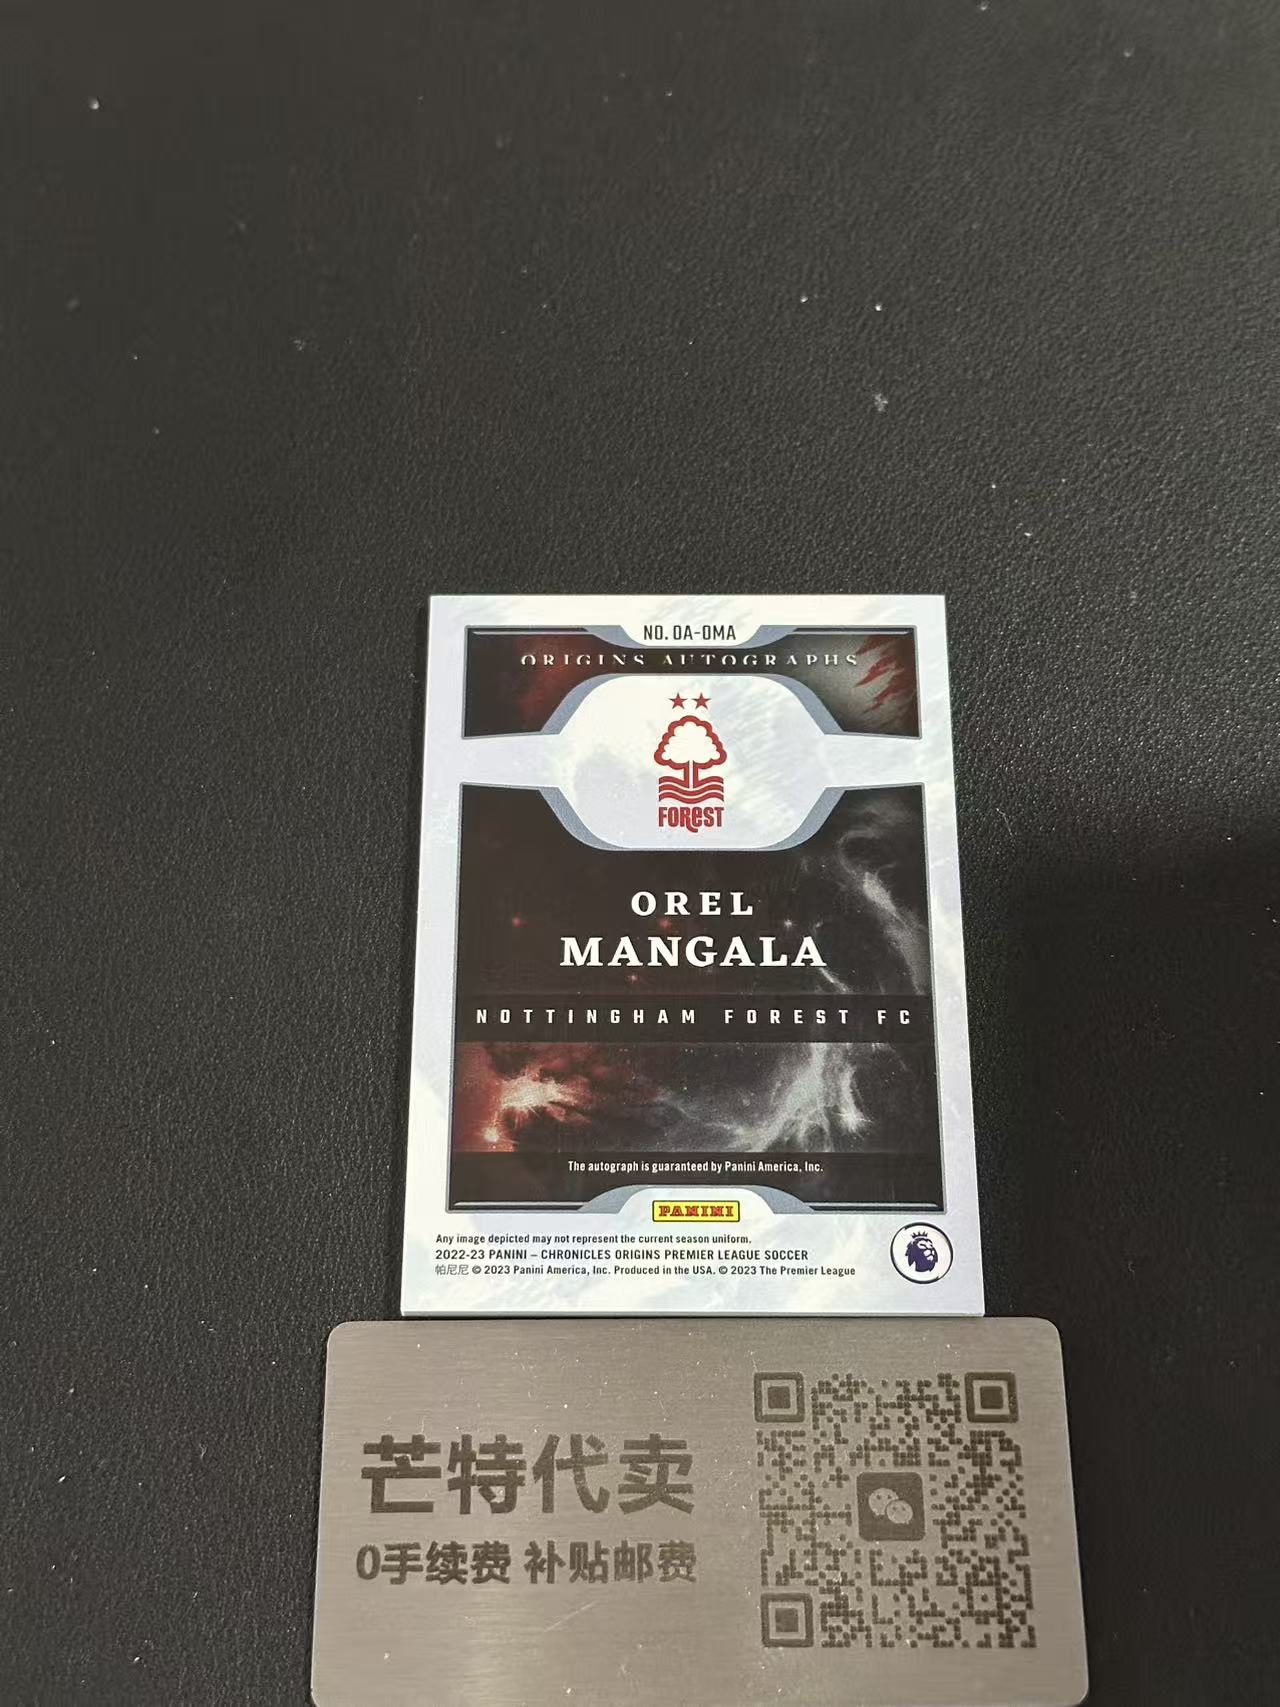 NO. OA-OMA
ORIGINS AUTOGRAPHS
FOREST
OREL
MANGALA
NOTTINGHAM FOREST FC
The autograph is guaranteed by Panini America, Inc.
PANINI
Any image depicted may not represent the current season uniform.
2022-23 PANINI – CHRONICLES ORIGINS PREMIER LEAGUE SOCCER
帕尼尼 © 2023 Panini America, Inc. Produced in the USA. © 2023 The Premier League
芒特代卖
0手续费 补贴邮费